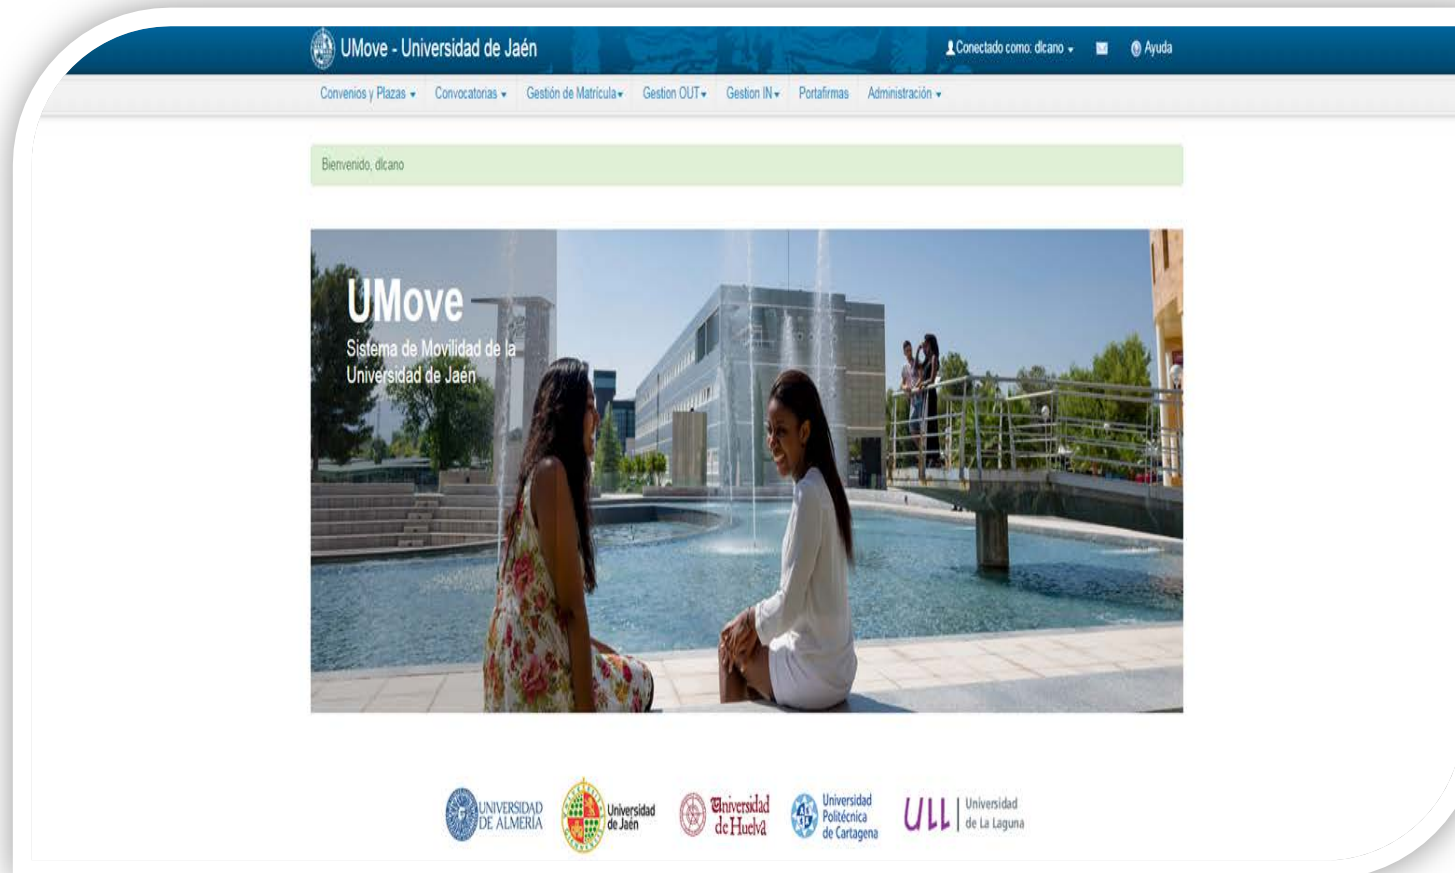 UMove - Universidad de Jaén
Conectado como: dlcano
Ayuda
Convenios y Plazas
Convocatorias
Gestión de Matrícula
Gestion OUT
Gestion IN
Portafirmas
Administración
Bienvenido, dlcano
UMove
Sistema de Movilidad de la
Universidad de Jaén
UNIVERSIDAD
DE ALMERÍA
Universidad
de Jaén
Universidad
de Huelva
Universidad
Politécnica
de Cartagena
ULL
Universidad
de La Laguna